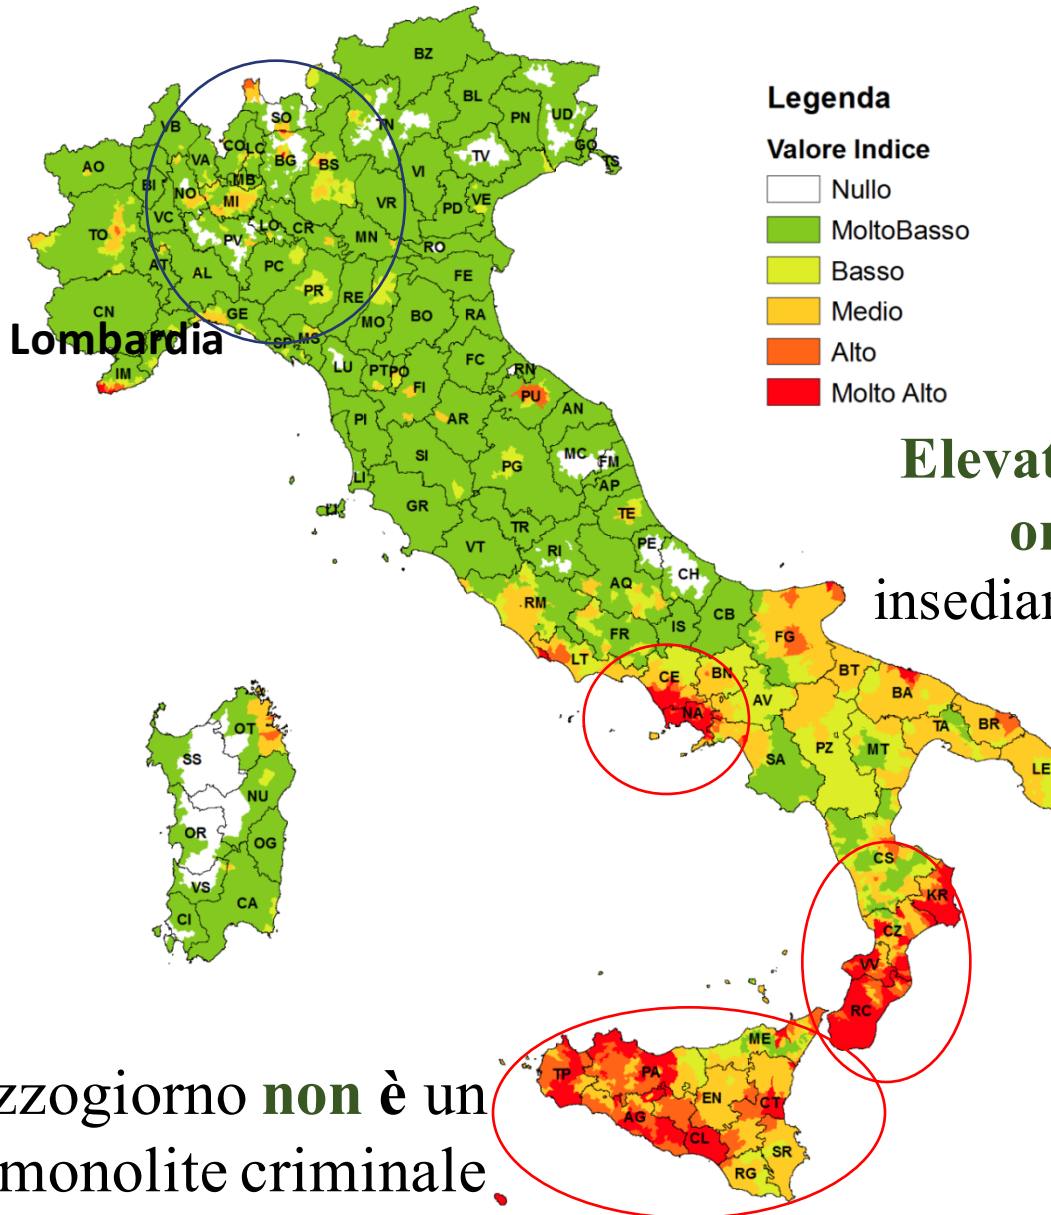 BZ
BL
PN
UD
SO
TN
GO
TS
VB
CO
LC
TV
AO
VA
BG
BS
VI
MB
BI
NO
MI
VR
VE
VC
PD
LO
CR
TO
PV
MN
RO
AT
AL
PC
FE
PR
RE
CN
GE
MO
BO
RA
Lombardia
SP
MS
IM
LU
PT
PO
FC
RN
FI
PU
AN
PI
AR
SI
PG
MC
FM
LI
AP
GR
TE
LI
TR
VT
RI
PE
CH
AQ
RM
CB
FR
IS
FG
LT
CE
BN
BT
NA
AV
BA
TA
BR
SA
PZ
MT
LE
OT
SS
NU
OR
OG
VS
CA
CI
CS
KR
CZ
VV
RC
ME
TP
PA
EN
CT
AG
CL
SR
RG
Legenda
Valore Indice
Nullo
MoltoBasso
Basso
Medio
Alto
Molto Alto
Elevat
or
insediar
zzogiorno non è un
monolite criminale